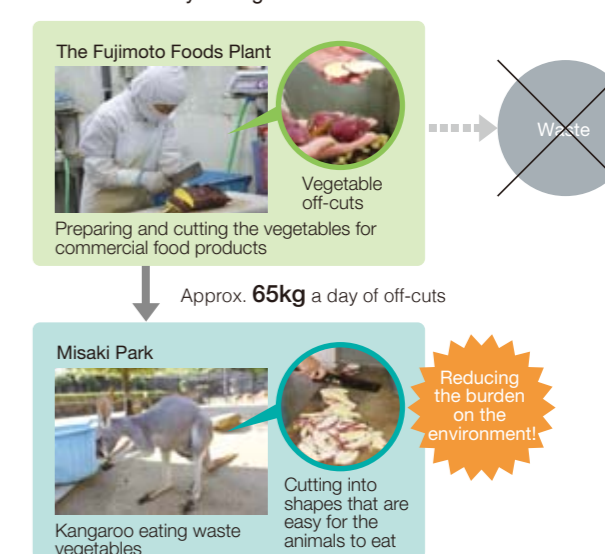 The Fujimoto Foods Plant
Waste
Vegetable
off-cuts
Preparing and cutting the vegetables for
commercial food products
Approx. 65kg a day of off-cuts
Misaki Park
Reducing
the burden
on the
environment!
Cutting into
shapes that are
easy for the
animals to eat
Kangaroo eating waste
vegetables